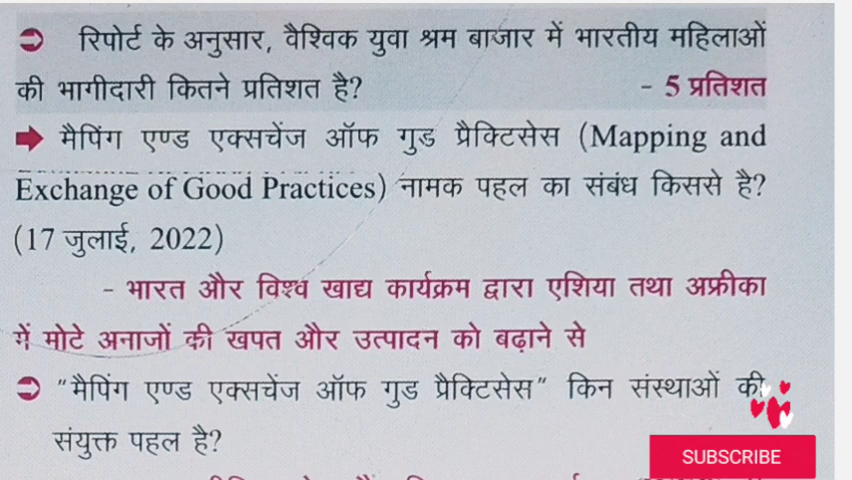 रिपोर्ट के अनुसार, वैश्विक युवा श्रम बाजार में भारतीय महिलाओं
की भागीदारी कितने प्रतिशत है? - 5 प्रतिशत
मैपिंग एण्ड एक्सचेंज ऑफ गुड प्रैक्टिसेस (Mapping and
Exchange of Good Practices) नामक पहल का संबंध किससे है?
(17 जुलाई, 2022)
- भारत और विश्व खाद्य कार्यक्रम द्वारा एशिया तथा अफ्रीका
में मोटे अनाजों की खपत और उत्पादन को बढ़ाने से
"मैपिंग एण्ड एक्सचेंज ऑफ गुड प्रैक्टिसेस" किन संस्थाओं की
संयुक्त पहल है?
SUBSCRIBE